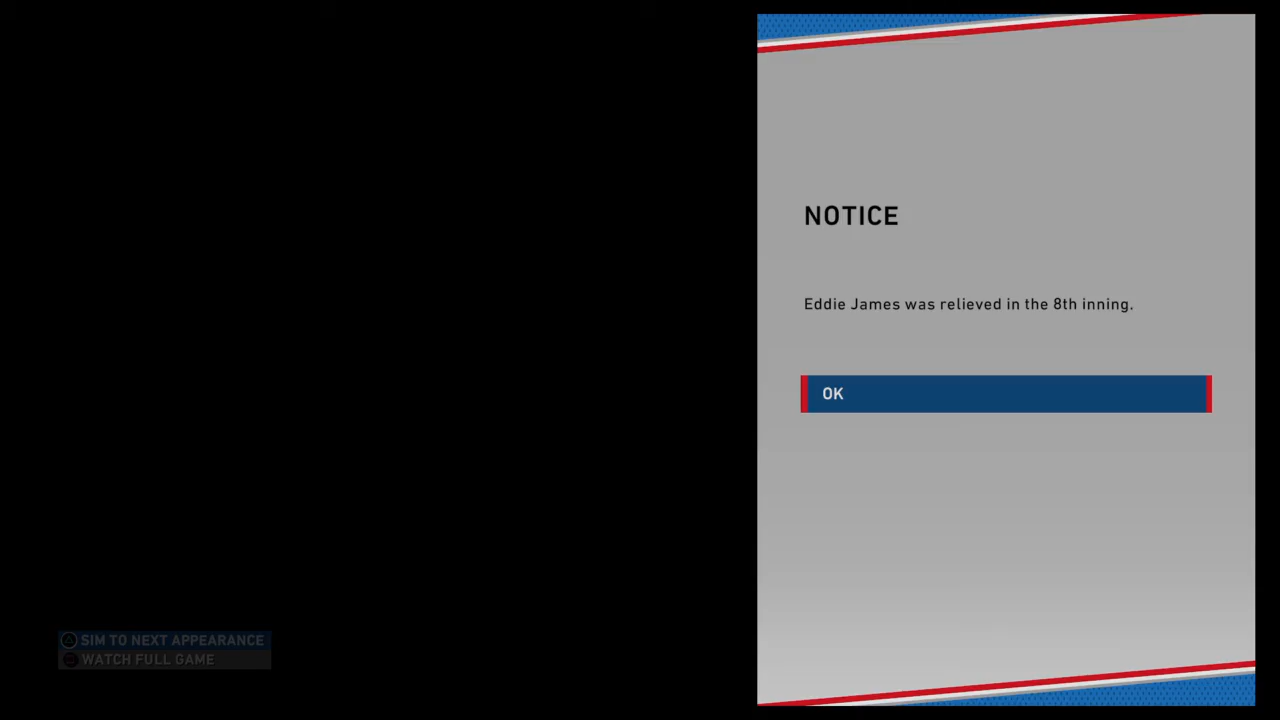 NOTICE
Eddie James was relieved in the 8th inning.
OK
SIM TO NEXT APPEARANCE
WATCH FULL GAME